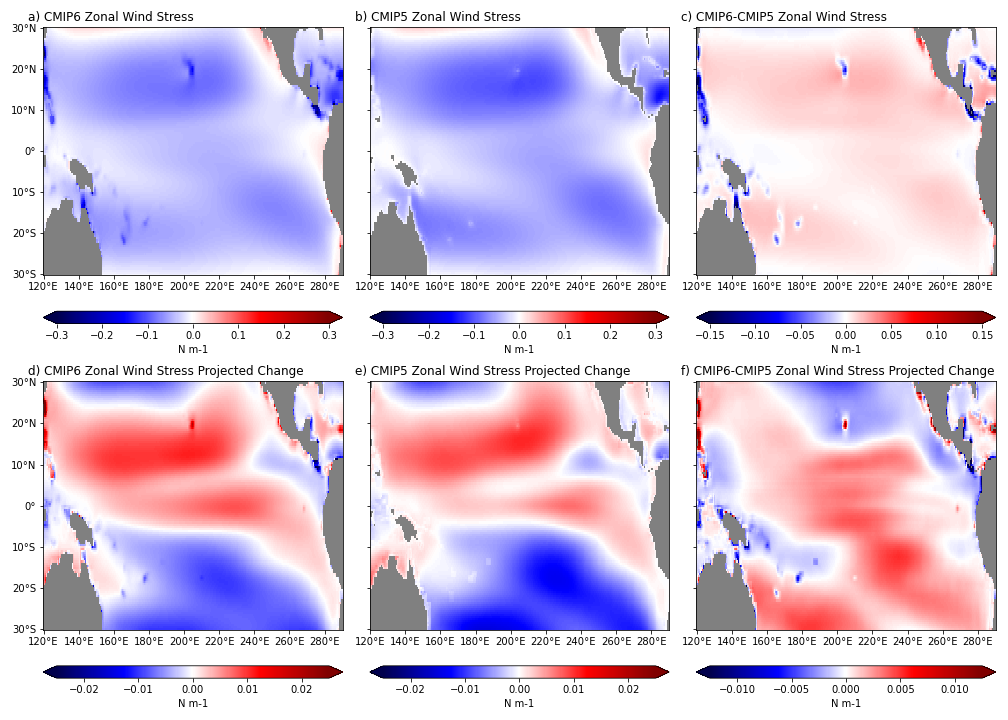 a) CMIP6 Zonal Wind Stress
b) CMIP5 Zonal Wind Stress
c) CMIP6-CMIP5 Zonal Wind Stress
30°N
20°N
10°N
0°
10°S
20°S
30°S
120°E 140°E 160°E 180°E 200°E 220°E 240°E 260°E 280°E
120°E 140°E 160°E 180°E 200°E 220°E 240°E 260°E 280°E
120°E 140°E 160°E 180°E 200°E 220°E 240°E 260°E 280°E
−0.3 −0.2 −0.1 0.0 0.1 0.2 0.3
N m-1
−0.3 −0.2 −0.1 0.0 0.1 0.2 0.3
N m-1
−0.15 −0.10 −0.05 0.00 0.05 0.10 0.15
N m-1
d) CMIP6 Zonal Wind Stress Projected Change
e) CMIP5 Zonal Wind Stress Projected Change
f) CMIP6-CMIP5 Zonal Wind Stress Projected Change
30°N
20°N
10°N
0°
10°S
20°S
30°S
120°E 140°E 160°E 180°E 200°E 220°E 240°E 260°E 280°E
120°E 140°E 160°E 180°E 200°E 220°E 240°E 260°E 280°E
120°E 140°E 160°E 180°E 200°E 220°E 240°E 260°E 280°E
−0.02 −0.01 0.00 0.01 0.02
N m-1
−0.02 −0.01 0.00 0.01 0.02
N m-1
−0.010 −0.005 0.000 0.005 0.010
N m-1